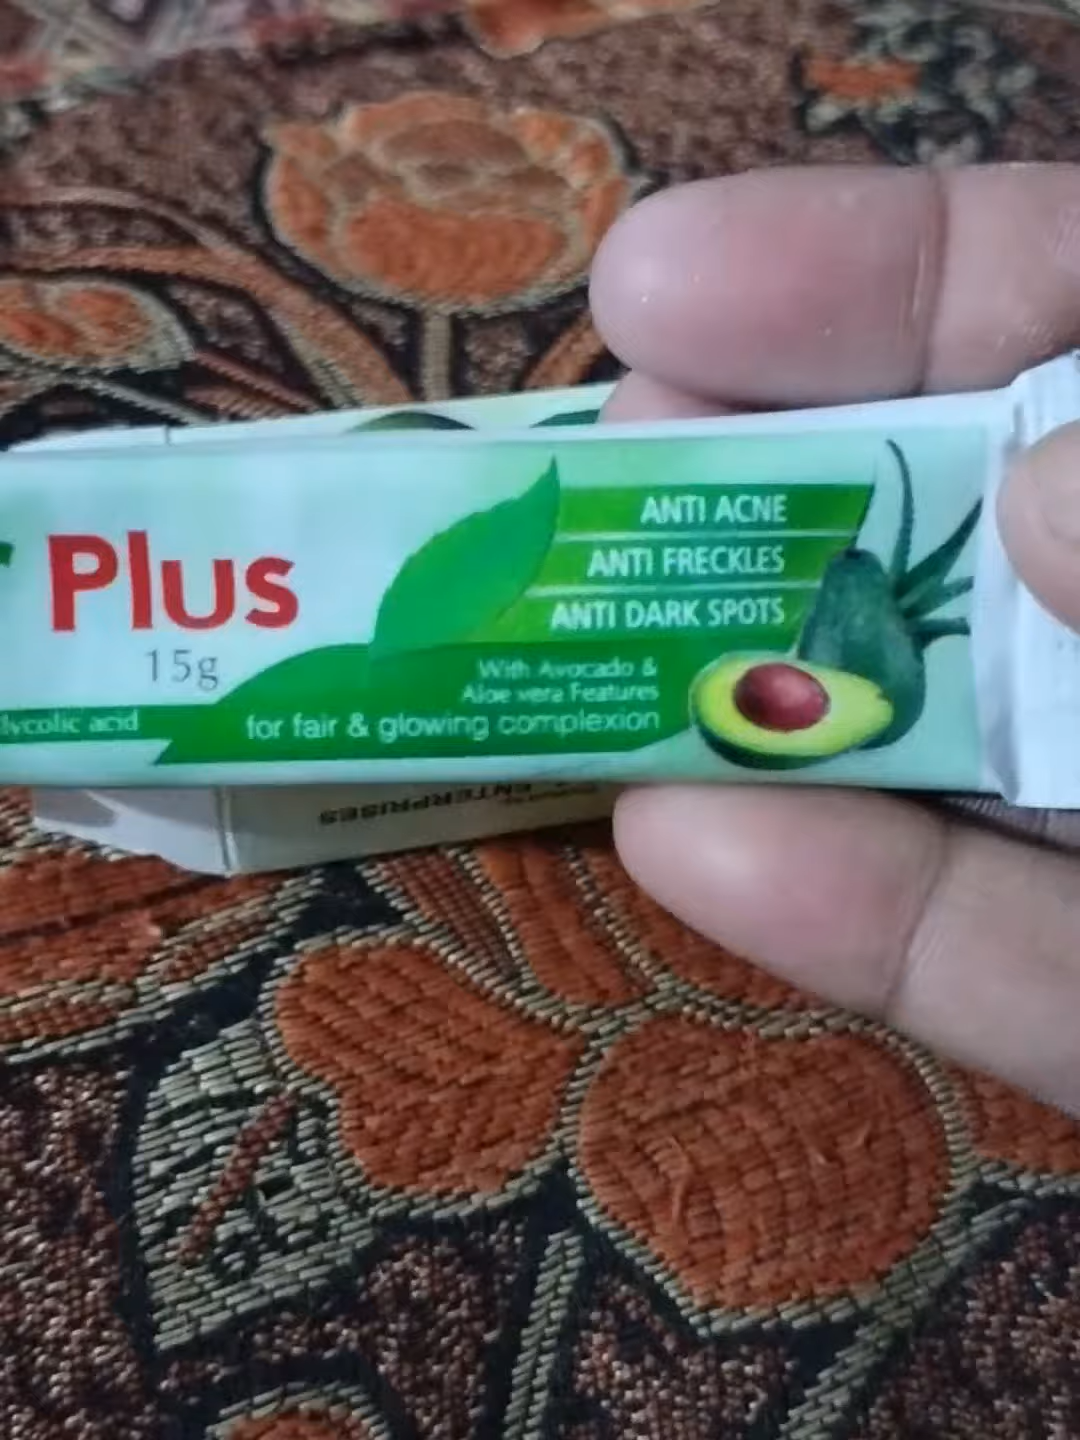 Plus
15g
lycolic acid
ANTI ACNE
ANTI FRECKLES
ANTI DARK SPOTS
With Avocado &
Aloe vera Features
for fair & glowing complexion
ENTERPRISES